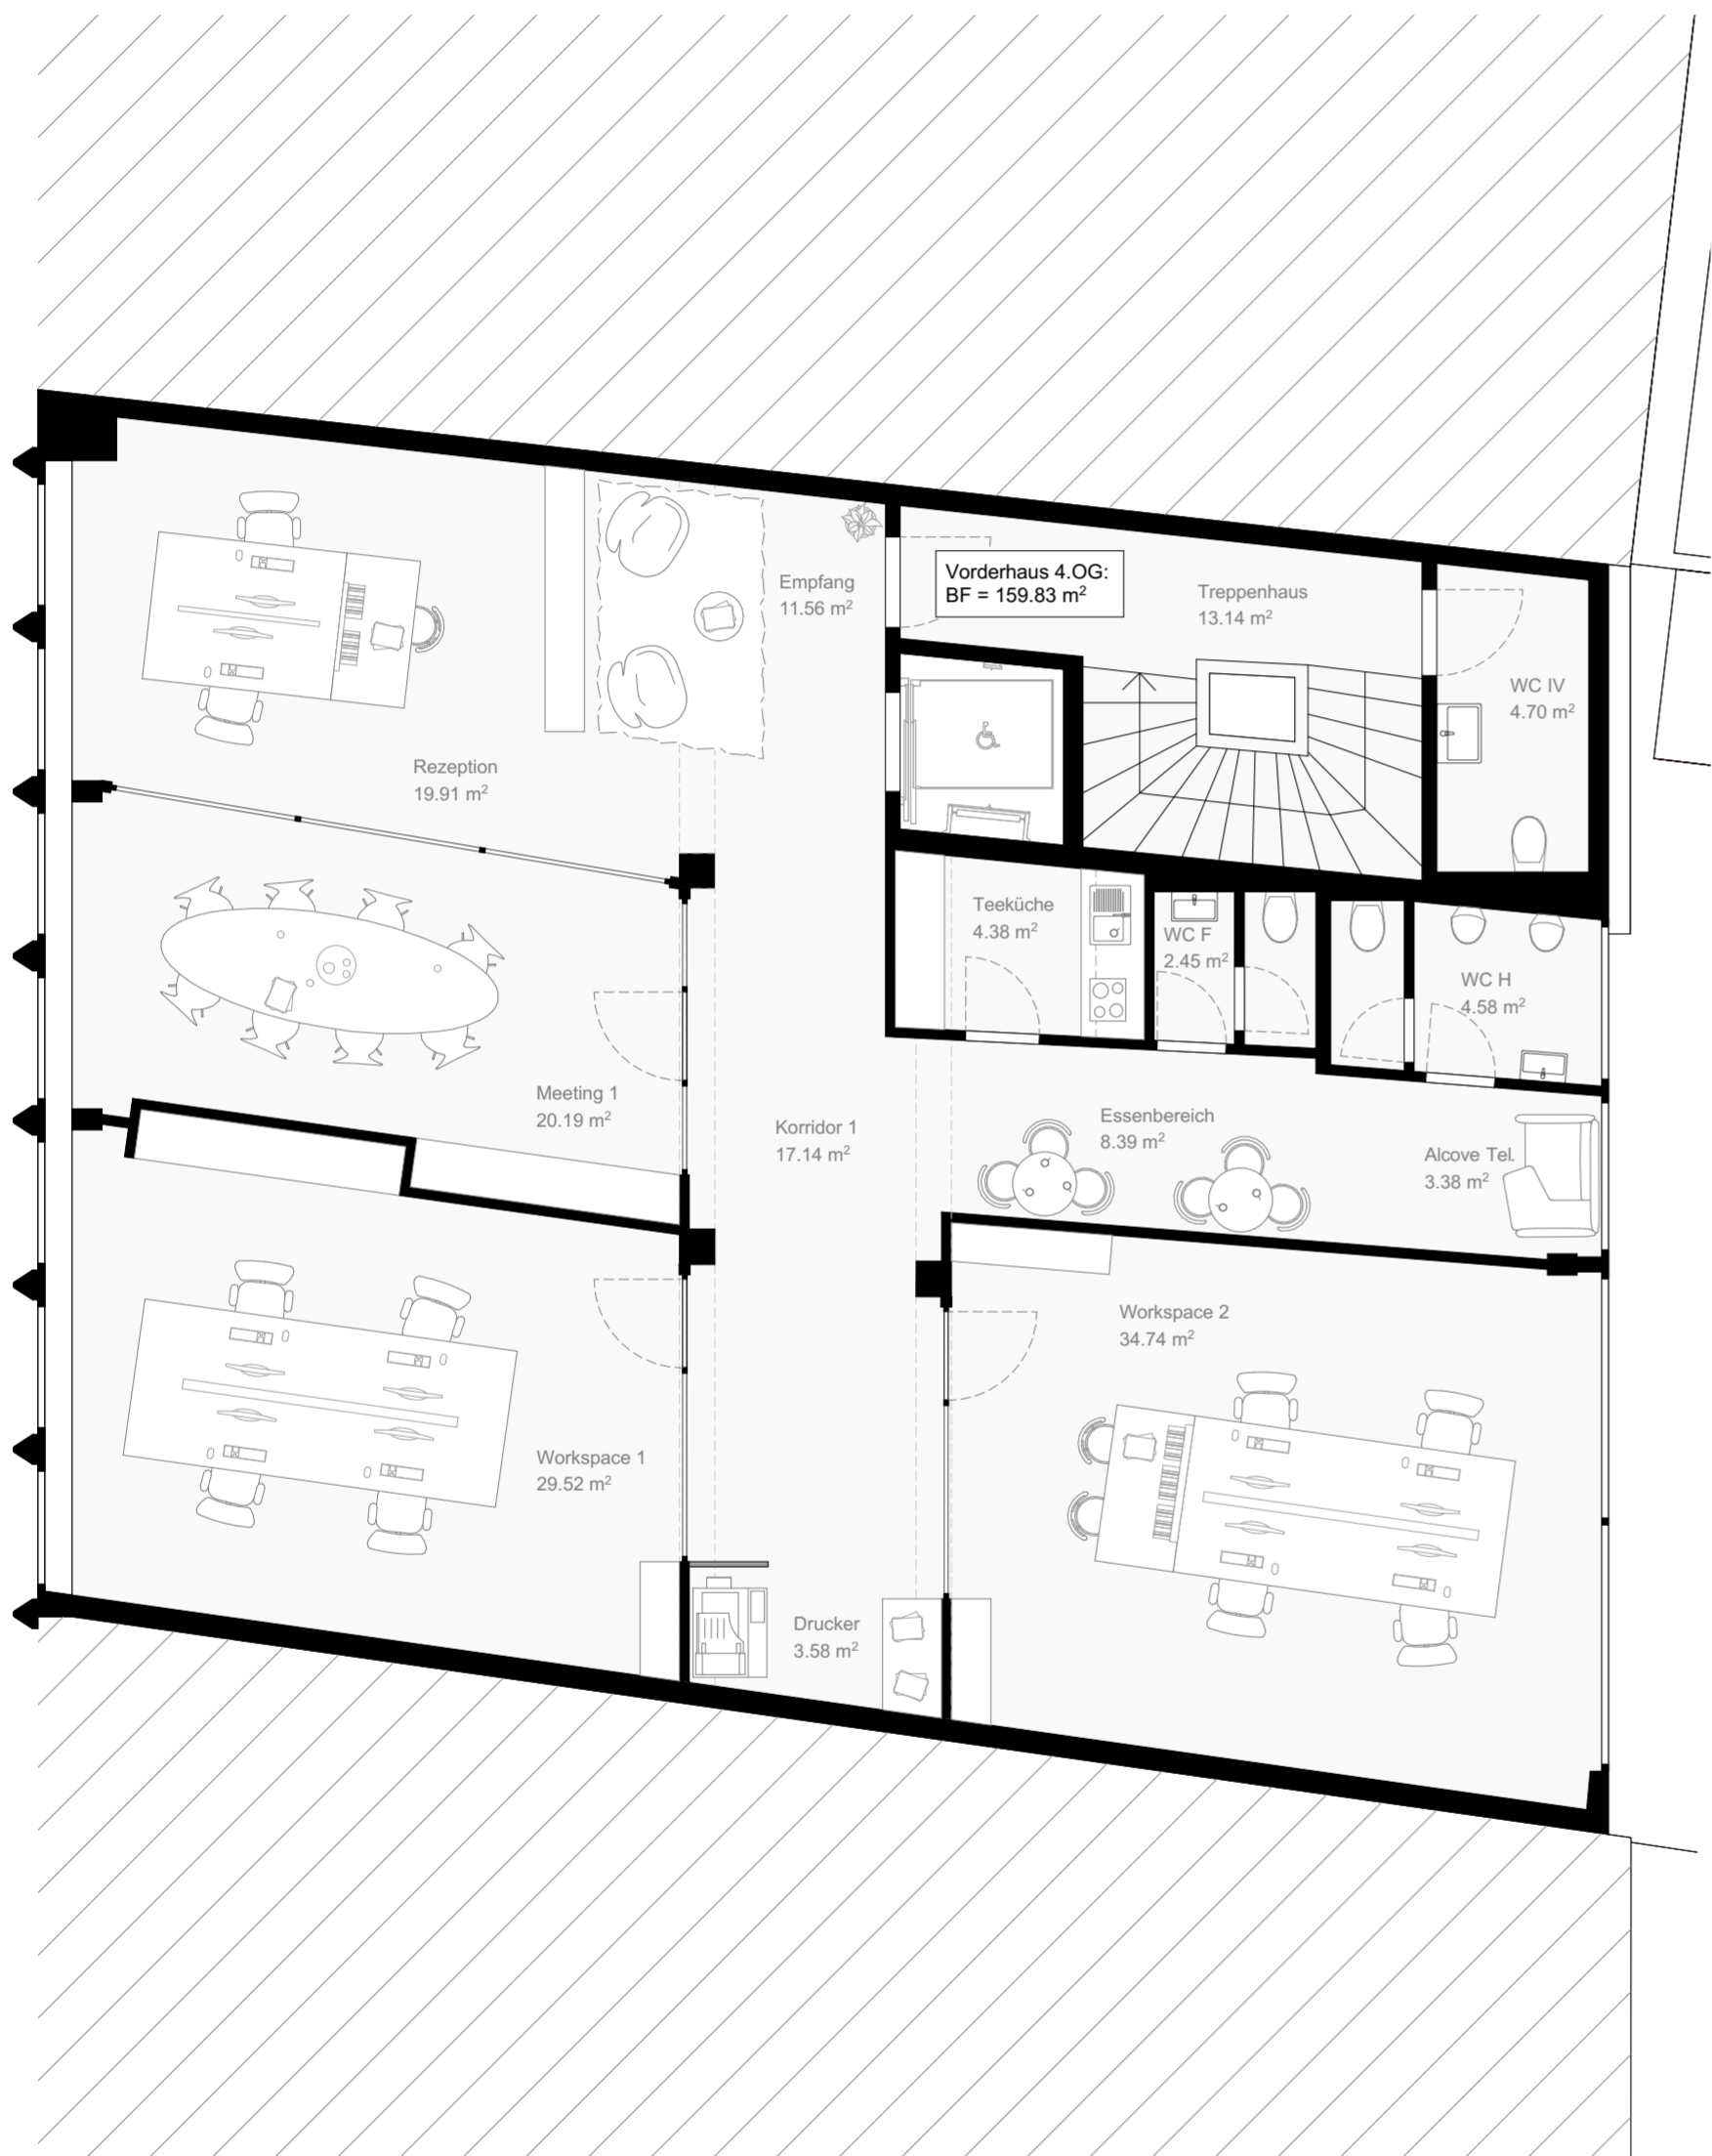 Vorderhaus 4.OG:
BF = 159.83 m²
Empfang
11.56 m²
Treppenhaus
13.14 m²
WC IV
4.70 m²
Rezeption
19.91 m²
Teeküche
4.38 m²
WC F
2.45 m²
WC H
4.58 m²
Meeting 1
20.19 m²
Korridor 1
17.14 m²
Essenbereich
8.39 m²
Alcove Tel.
3.38 m²
Workspace 2
34.74 m²
Workspace 1
29.52 m²
Drucker
3.58 m²